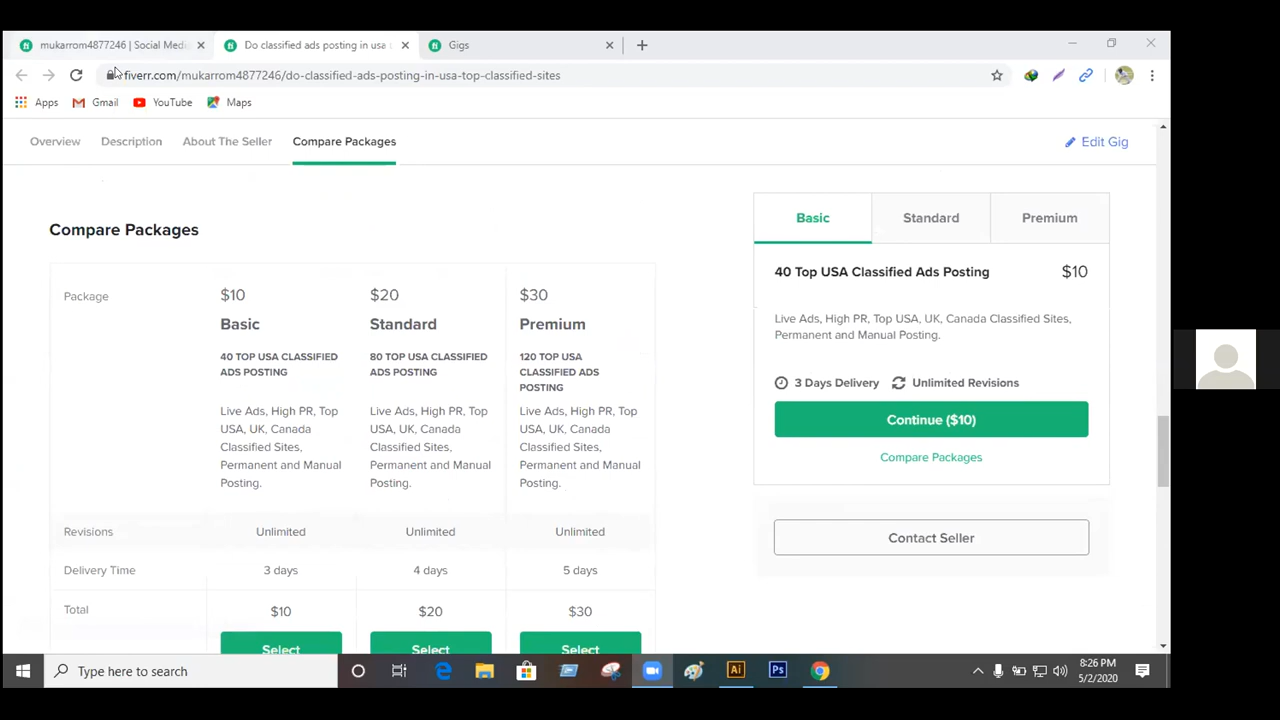 mukarrom4877246 | Social Medi
Do classified ads posting in usa
Gigs
fiverr.com/mukarrom4877246/do-classified-ads-posting-in-usa-top-classified-sites
Apps
Gmail
YouTube
Maps
Overview
Description
About The Seller
Compare Packages
Edit Gig
Compare Packages
Package
$10
$20
$30
Basic
Standard
Premium
40 TOP USA CLASSIFIED
ADS POSTING
80 TOP USA CLASSIFIED
ADS POSTING
120 TOP USA
CLASSIFIED ADS
POSTING
Live Ads, High PR, Top
USA, UK, Canada
Classified Sites,
Permanent and Manual
Posting.
Live Ads, High PR, Top
USA, UK, Canada
Classified Sites,
Permanent and Manual
Posting.
Live Ads, High PR, Top
USA, UK, Canada
Classified Sites,
Permanent and Manual
Posting.
Revisions
Unlimited
Unlimited
Unlimited
Delivery Time
3 days
4 days
5 days
Total
$10
$20
$30
Select
Select
Select
Basic
Standard
Premium
40 Top USA Classified Ads Posting
$10
Live Ads, High PR, Top USA, UK, Canada Classified Sites,
Permanent and Manual Posting.
3 Days Delivery
Unlimited Revisions
Continue ($10)
Compare Packages
Contact Seller
Type here to search
Ai
Ps
8:26 PM
5/2/2020